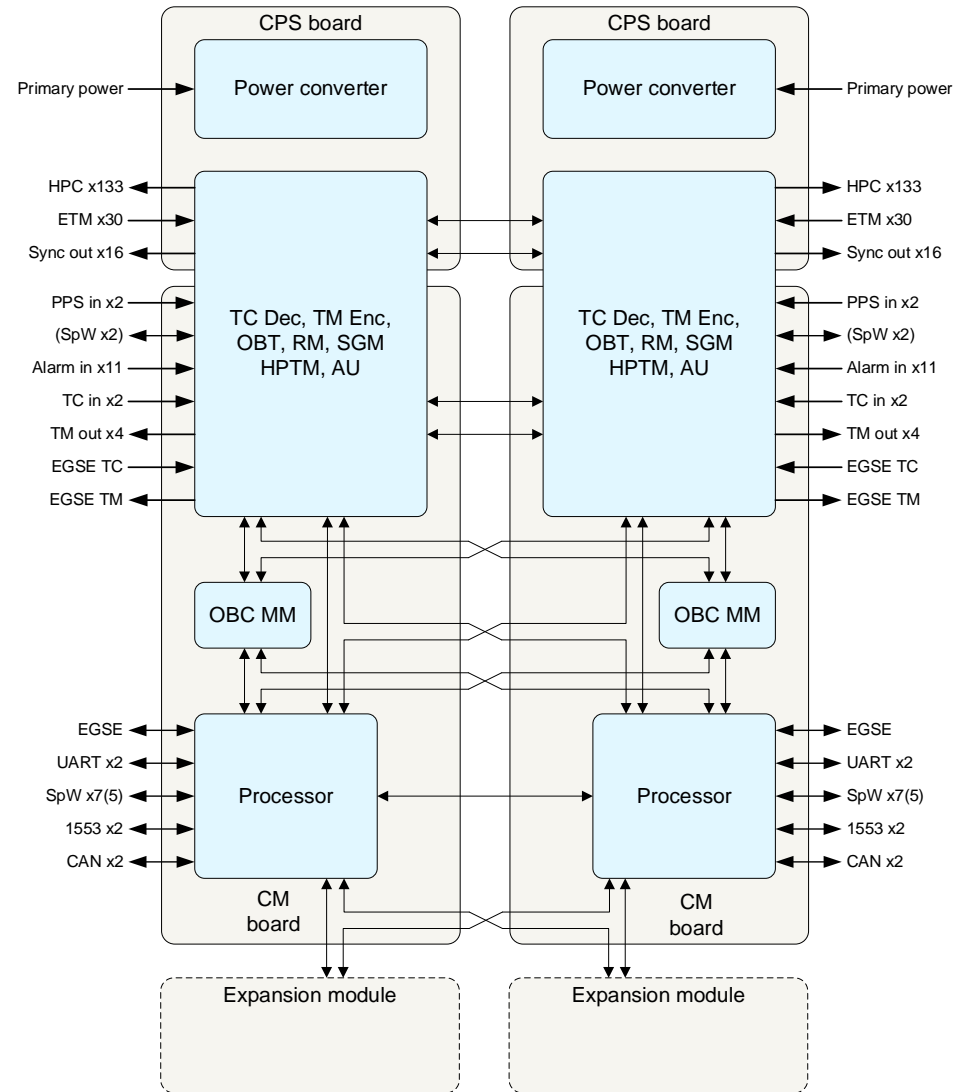 CPS board
CPS board
Power converter
Power converter
Primary power
Primary power
HPC x133
HPC x133
ETM x30
ETM x30
Sync out x16
Sync out x16
PPS in x2
PPS in x2
TC Dec, TM Enc,
OBT, RM, SGM
HPTM, AU
TC Dec, TM Enc,
OBT, RM, SGM
HPTM, AU
(SpW x2)
(SpW x2)
Alarm in x11
Alarm in x11
TC in x2
TC in x2
TM out x4
TM out x4
EGSE TC
EGSE TC
EGSE TM
EGSE TM
OBC MM
OBC MM
EGSE
EGSE
UART x2
UART x2
SpW x7(5)
Processor
Processor
SpW x7(5)
1553 x2
1553 x2
CAN x2
CAN x2
CM
board
CM
board
Expansion module
Expansion module